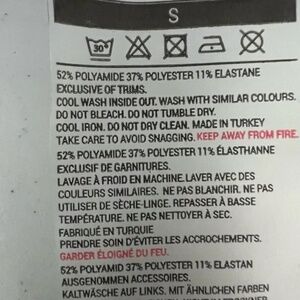 S
30°
52% POLYAMIDE 37% POLYESTER 11% ELASTANE
EXCLUSIVE OF TRIMS.
COOL WASH INSIDE OUT. WASH WITH SIMILAR COLOURS.
DO NOT BLEACH. DO NOT TUMBLE DRY.
COOL IRON. DO NOT DRY CLEAN. MADE IN TURKEY
TAKE CARE TO AVOID SNAGGING. KEEP AWAY FROM FIRE.
52% POLYAMIDE 37% POLYESTER 11% ELASTHANNE
EXCLUSIF DE GARNITURES.
LAVAGE À FROID EN MACHINE. LAVER AVEC DES
COULEURS SIMILAIRES. NE PAS BLANCHIR. NE PAS
UTILISER DE SÈCHE-LINGE. REPASSER À BASSE
TEMPÉRATURE. NE PAS NETTOYER À SEC.
FABRIQUÉ EN TURQUIE
PRENDRE SOIN D'ÉVITER LES ACCROCHEMENTS.
GARDER ÉLOIGNÉ DU FEU.
52% POLYAMID 37% POLYESTER 11% ELASTAN
AUSGENOMMEN ACCESSOIRES.
KALTWÄSCHE AUF LINKS. MIT ÄHNLICHEN FARBEN